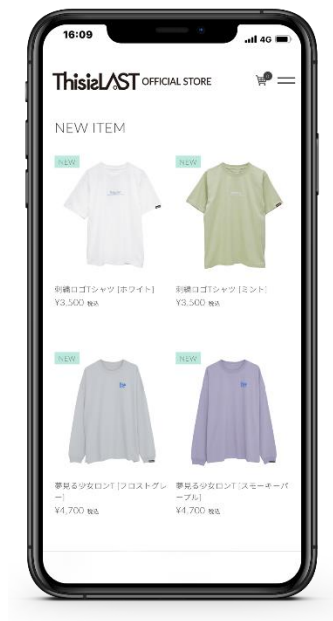 16:09
4G
ThisisLAST OFFICIAL STORE
0
NEW ITEM
NEW
NEW
刺繍ロゴTシャツ [ホワイト]
¥3,500 税込
刺繍ロゴTシャツ [ミント]
¥3,500 税込
NEW
NEW
夢見る少女ロンT [フロストグレ
ー]
¥4,700 税込
夢見る少女ロンT [スモーキーパ
ープル]
¥4,700 税込